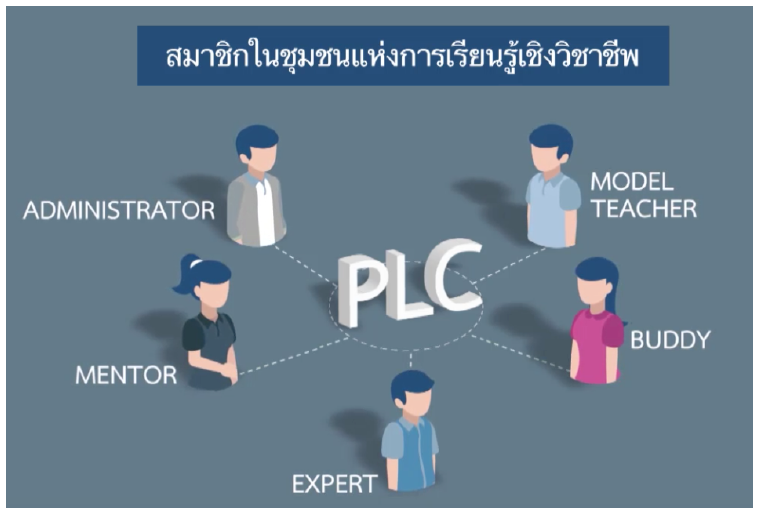 สมาชิกในชุมชนแห่งการเรียนรู้เชิงวิชาชีพ
ADMINISTRATOR
MODEL
TEACHER
PLC
MENTOR
BUDDY
EXPERT